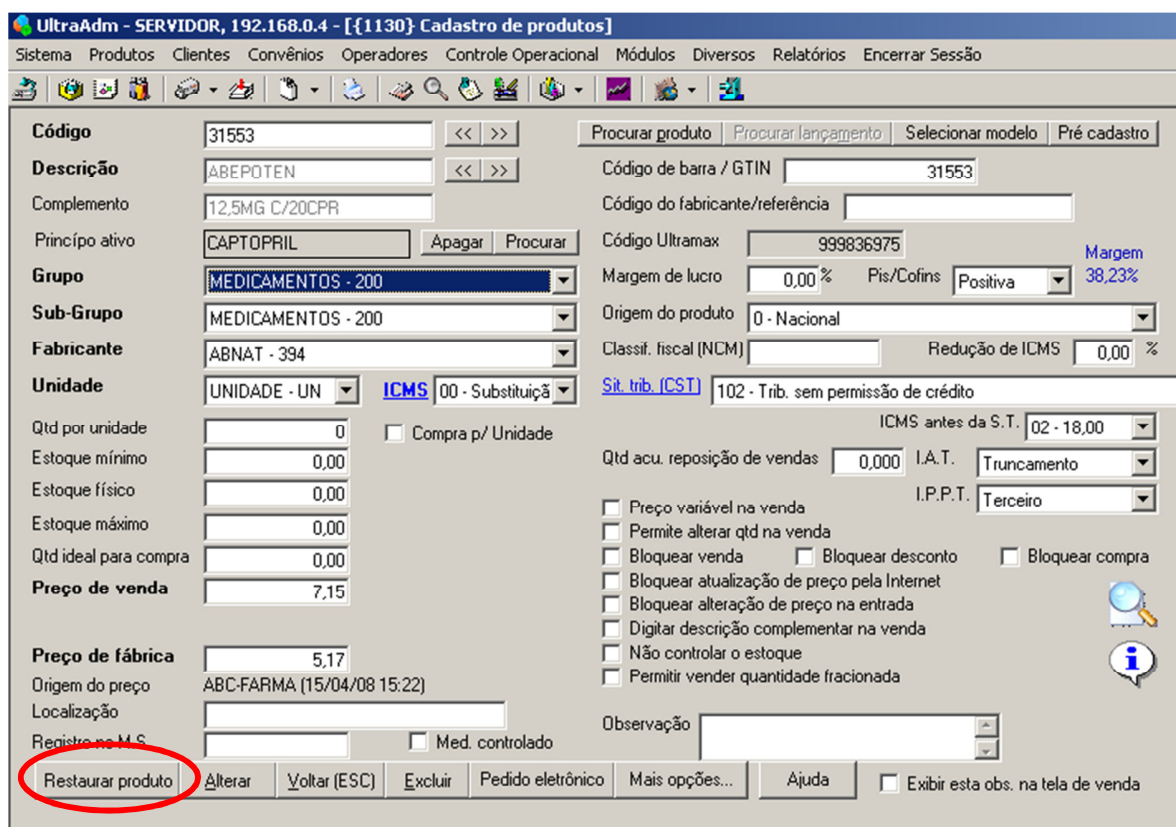 UltraAdm - SERVIDOR, 192.168.0.4 - [{1130} Cadastro de produtos]
Sistema Produtos Clientes Convênios Operadores Controle Operacional Módulos Diversos Relatórios Encerrar Sessão
Código 31553 << >> Procurar produto Procurar lançamento Selecionar modelo Pré cadastro
Descrição ABEPOTEN << >> Código de barra / GTIN 31553
Complemento 12,5MG C/20CPR Código do fabricante/referência
Princípo ativo CAPTOPRIL Apagar Procurar Código Ultramax 999836975 Margem
Grupo MEDICAMENTOS - 200 Margem de lucro 0,00 % Pis/Cofins Positiva 38,23%
Sub-Grupo MEDICAMENTOS - 200 Origem do produto 0 - Nacional
Fabricante ABNAT - 394 Classif. fiscal (NCM) Redução de ICMS 0,00 %
Unidade UNIDADE - UN ICMS 00 - Substituiçã Sit. trib. (CST) 102 - Trib. sem permissão de crédito
Qtd por unidade 0 Compra p/ Unidade ICMS antes da S.T. 02 - 18,00
Estoque mínimo 0,00 Qtd acu. reposição de vendas 0,000 I.A.T. Truncamento
Estoque físico 0,00 I.P.P.T. Terceiro
Preço variável na venda
Estoque máximo 0,00 Permite alterar qtd na venda
Qtd ideal para compra 0,00 Bloquear venda Bloquear desconto Bloquear compra
Preço de venda 7,15 Bloquear atualização de preço pela Internet
Bloquear alteração de preço na entrada
Digitar descrição complementar na venda
Preço de fábrica 5,17 Não controlar o estoque
Origem do preço ABC-FARMA (15/04/08 15:22) Permitir vender quantidade fracionada
Localização Observação
Registro no M.S. Med. controlado
Restaurar produto Alterar Voltar (ESC) Excluir Pedido eletrônico Mais opções... Ajuda Exibir esta obs. na tela de venda